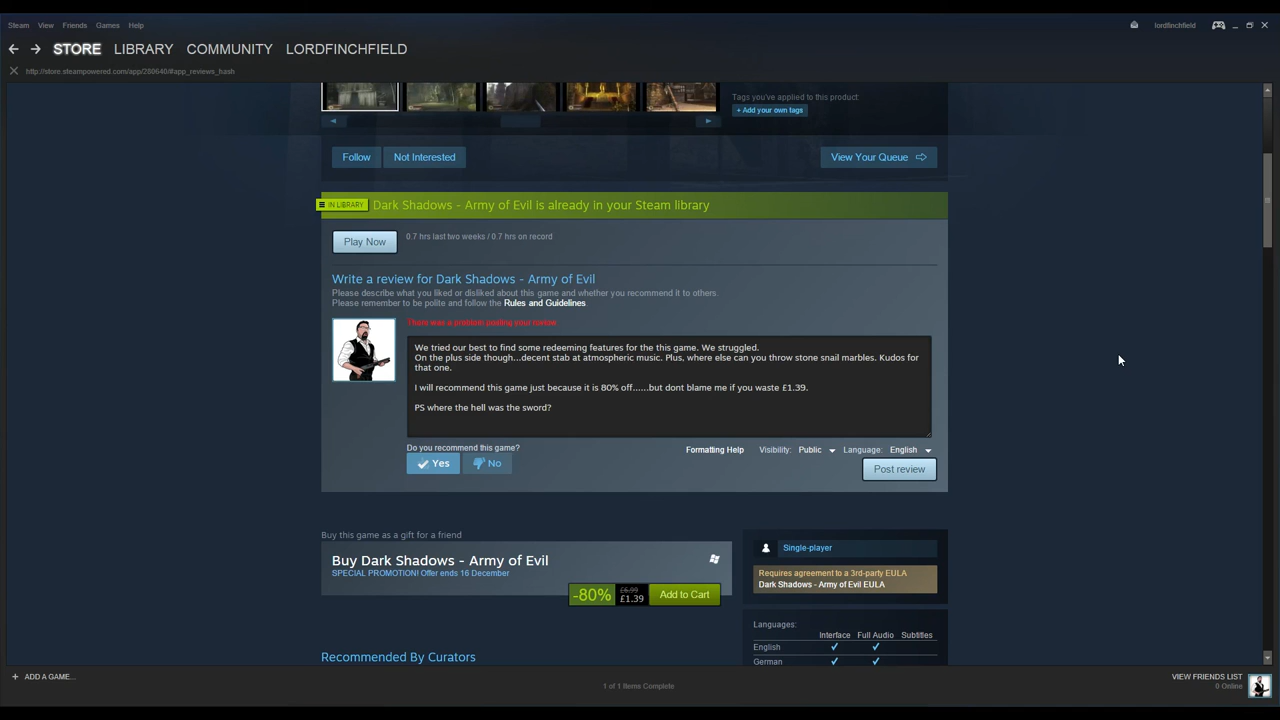 Steam View Friends Games Help
lordfinchfield
STORE LIBRARY COMMUNITY LORDFINCHFIELD
http://store.steampowered.com/app/280640/#app_reviews_hash
Tags you've applied to this product:
+ Add your own tags
Follow Not Interested View Your Queue
IN LIBRARY Dark Shadows - Army of Evil is already in your Steam library
Play Now 0.7 hrs last two weeks / 0.7 hrs on record
Write a review for Dark Shadows - Army of Evil
Please describe what you liked or disliked about this game and whether you recommend it to others.
Please remember to be polite and follow the Rules and Guidelines.
There was a problem posting your review
We tried our best to find some redeeming features for the this game. We struggled.
On the plus side though...decent stab at atmospheric music. Plus, where else can you throw stone snail marbles. Kudos for
that one.
I will recommend this game just because it is 80% off......but dont blame me if you waste £1.39.
PS where the hell was the sword?
Do you recommend this game? Formatting Help Visibility: Public Language: English
Yes No
Post review
Buy this game as a gift for a friend
Buy Dark Shadows - Army of Evil
SPECIAL PROMOTION! Offer ends 16 December
-80% £6.99 £1.39 Add to Cart
Single-player
Requires agreement to a 3rd-party EULA
Dark Shadows - Army of Evil EULA
Languages:
Interface Full Audio Subtitles
English
German
Recommended By Curators
+ ADD A GAME...
1 of 1 Items Complete
VIEW FRIENDS LIST
0 Online